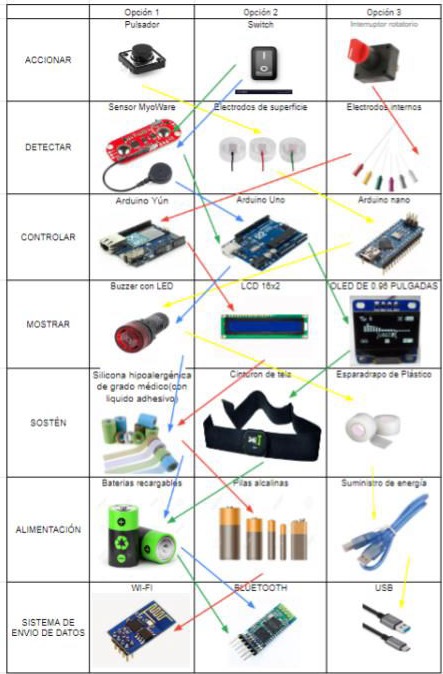 Opción 1
Opción 2
Opción 3
ACCIONAR
Pulsador
Switch
Interruptor rotatorio
DETECTAR
Sensor MyoWare
Electrodos de superficie
Electrodos internos
CONTROLAR
Arduino Yún
Arduino Uno
Arduino nano
MOSTRAR
Buzzer con LED
LCD 16x2
OLED DE 0.96 PULGADAS
SOSTÉN
Silicona hipoalergénica
de grado médico(con
liquido adhesivo)
Cinturon de tela
Esparadrapo de Plástico
ALIMENTACIÓN
Baterias recargables
Pilas alcalinas
Suministro de energía
SISTEMA DE
ENVIO DE DATOS
WI-FI
BLUETOOTH
USB